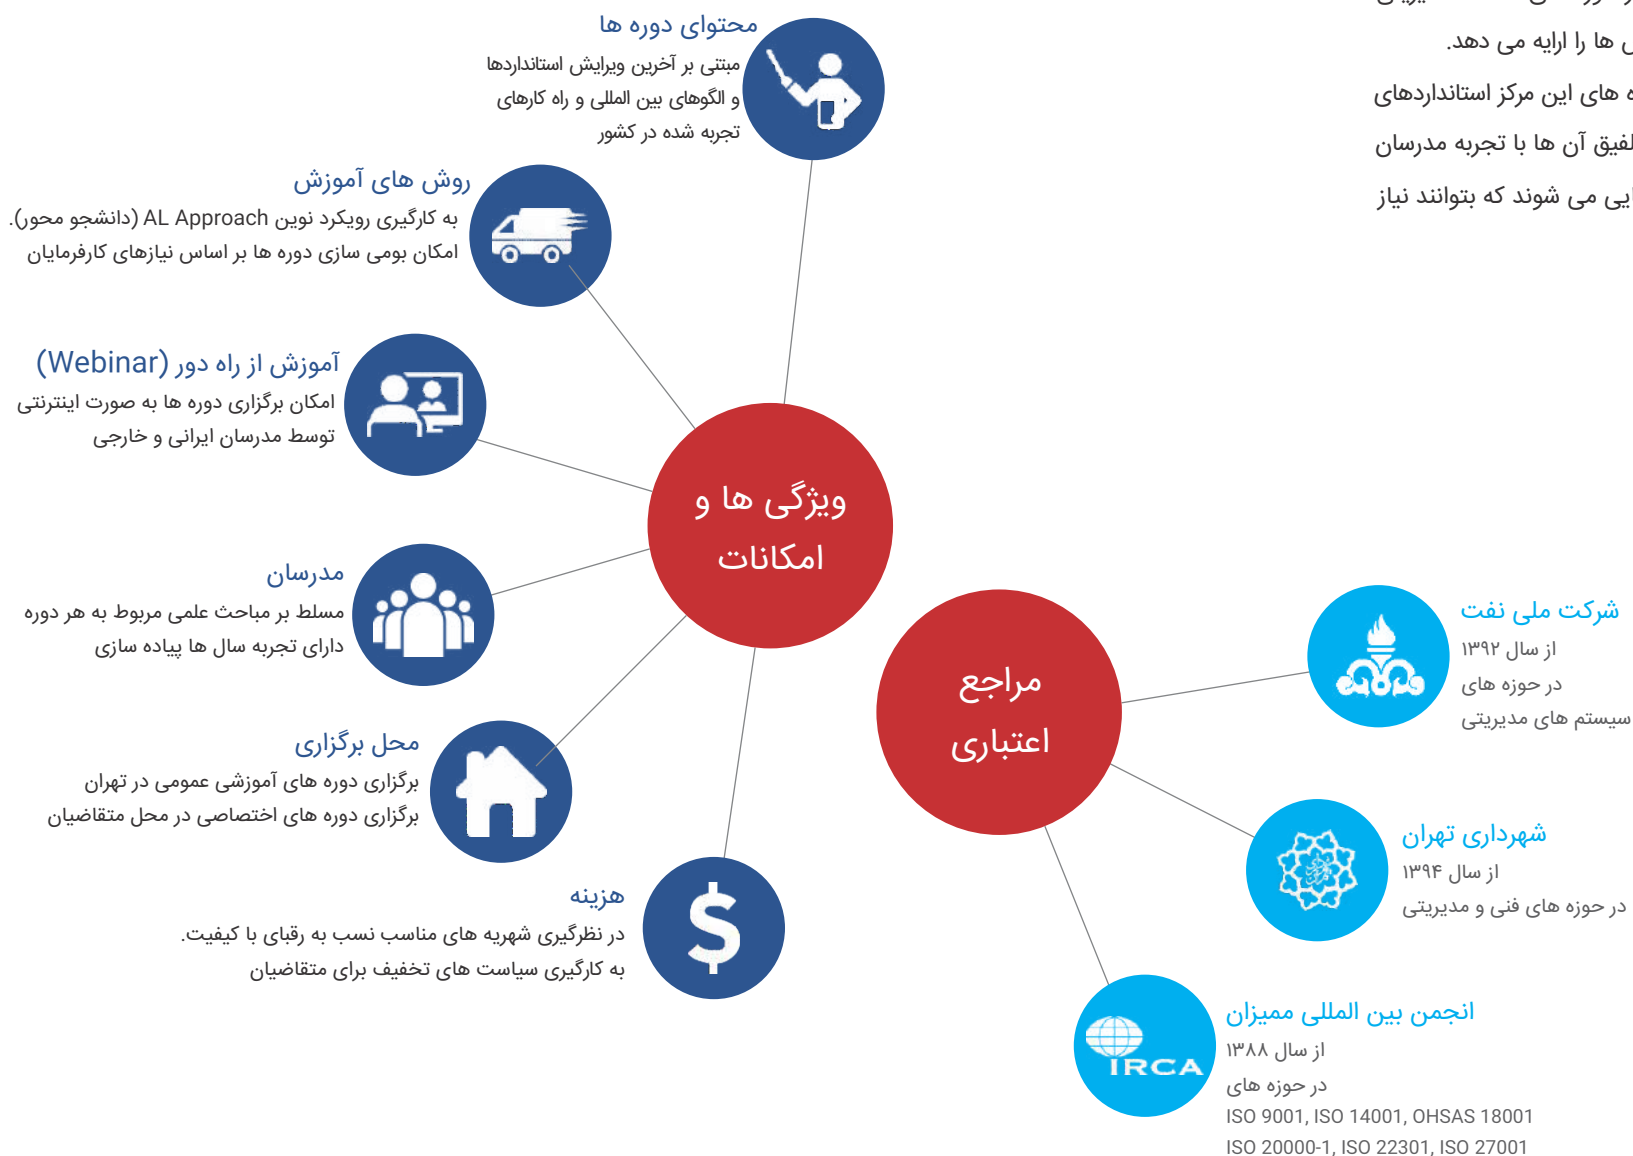 ها را ارایه می دهد.
های این مرکز استانداردهای
آن ها با تجربه مدرسان
می شوند که بتوانند نیاز
محتوای دوره ها
مبتنی بر آخرین ویرایش استانداردها
و الگوهای بین المللی و راه کارهای
تجربه شده در کشور
روش های آموزش
به کارگیری رویکرد نوین AL Approach (دانشجو محور).
امکان بومی سازی دوره ها بر اساس نیازهای کارفرمایان
آموزش از راه دور (Webinar)
امکان برگزاری دوره ها به صورت اینترنتی
توسط مدرسان ایرانی و خارجی
ویژگی ها و
امکانات
مدرسان
مسلط بر مباحث علمی مربوط به هر دوره
دارای تجربه سال ها پیاده سازی
محل برگزاری
برگزاری دوره های آموزشی عمومی در تهران
برگزاری دوره های اختصاصی در محل متقاضیان
هزینه
در نظرگیری شهریه های مناسب نسب به رقبای با کیفیت.
به کارگیری سیاست های تخفیف برای متقاضیان
مراجع
اعتباری
شرکت ملی نفت
از سال ۱۳۹۲
در حوزه های
سیستم های مدیریتی
شهرداری تهران
از سال ۱۳۹۴
در حوزه های فنی و مدیریتی
IRCA
انجمن بین المللی ممیزان
از سال ۱۳۸۸
در حوزه های
ISO 9001, ISO 14001, OHSAS 18001
ISO 20000-1, ISO 22301, ISO 27001